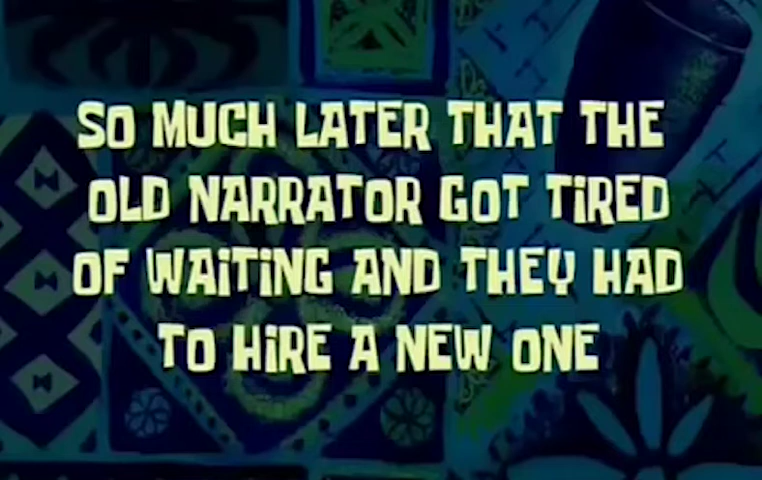 SO MUCH LATER THAT THE
OLD NARRATOR GOT TiRED
OF WAiTiNG AND THEY HAD
TO HiRE A NEW ONE